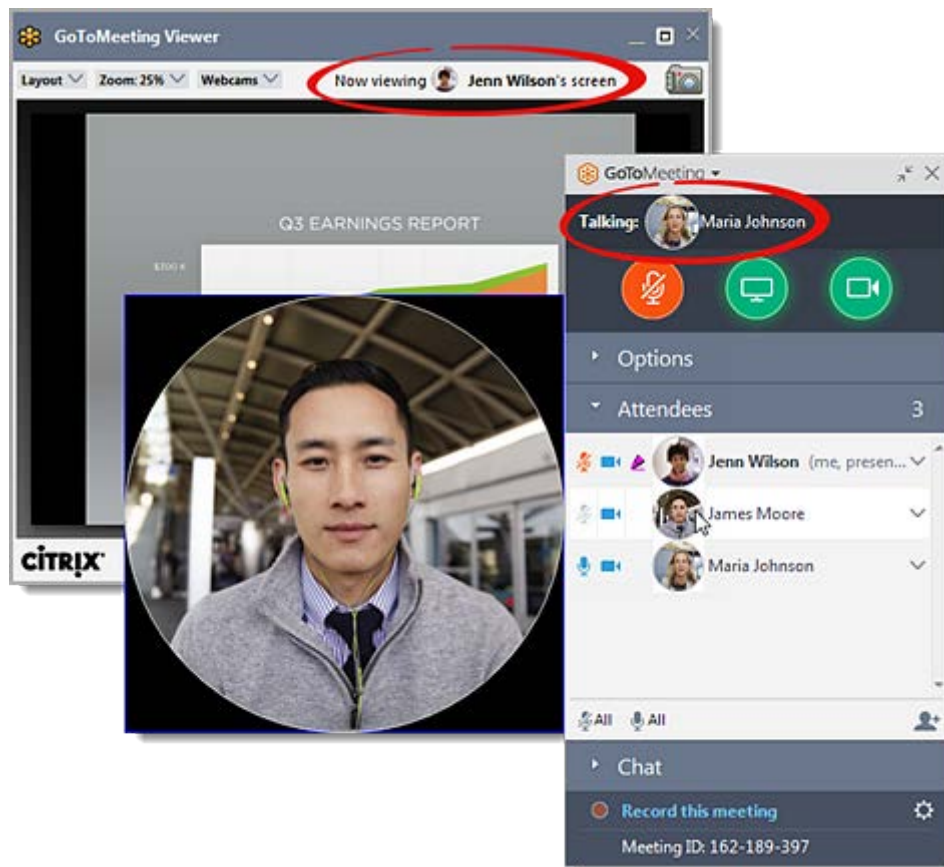 GoToMeeting Viewer
Layout Zoom: 25% Webcams Now viewing Jenn Wilson's screen
Q3 EARNINGS REPORT
$200 K
CITRIX
GoToMeeting
Talking: Maria Johnson
Options
Attendees 3
Jenn Wilson (me, presen...
James Moore
Maria Johnson
All All
Chat
Record this meeting
Meeting ID: 162-189-397